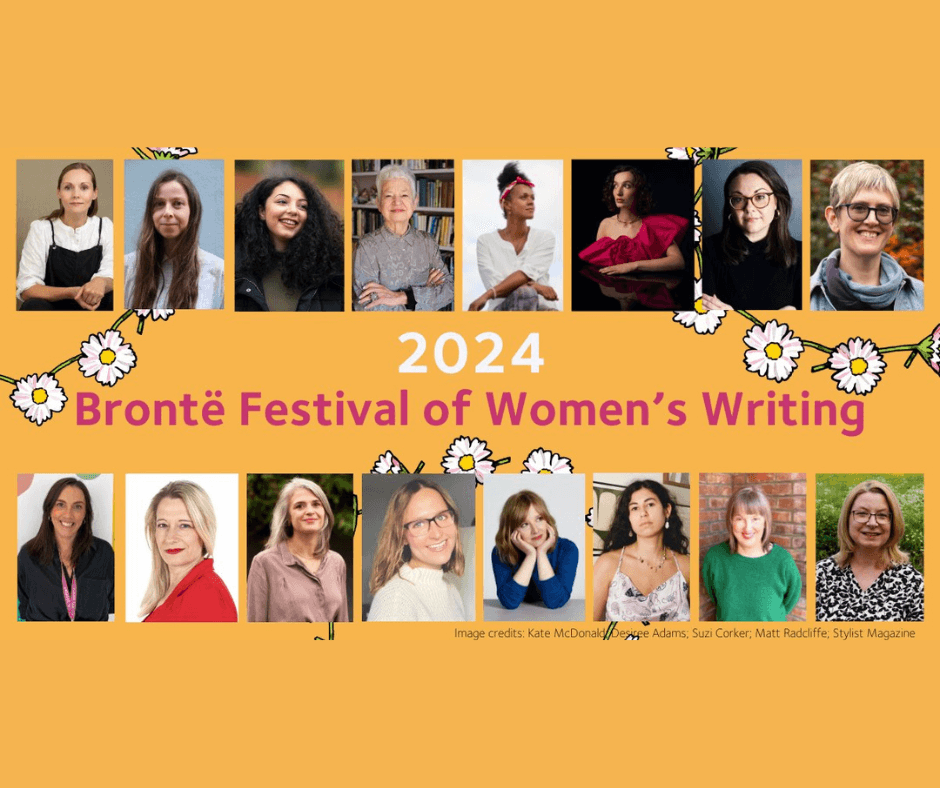 2024
Brontë Festival of Women’s Writing
Image credits: Kate McDonald; Desiree Adams; Suzi Corker; Matt Radcliffe; Stylist Magazine